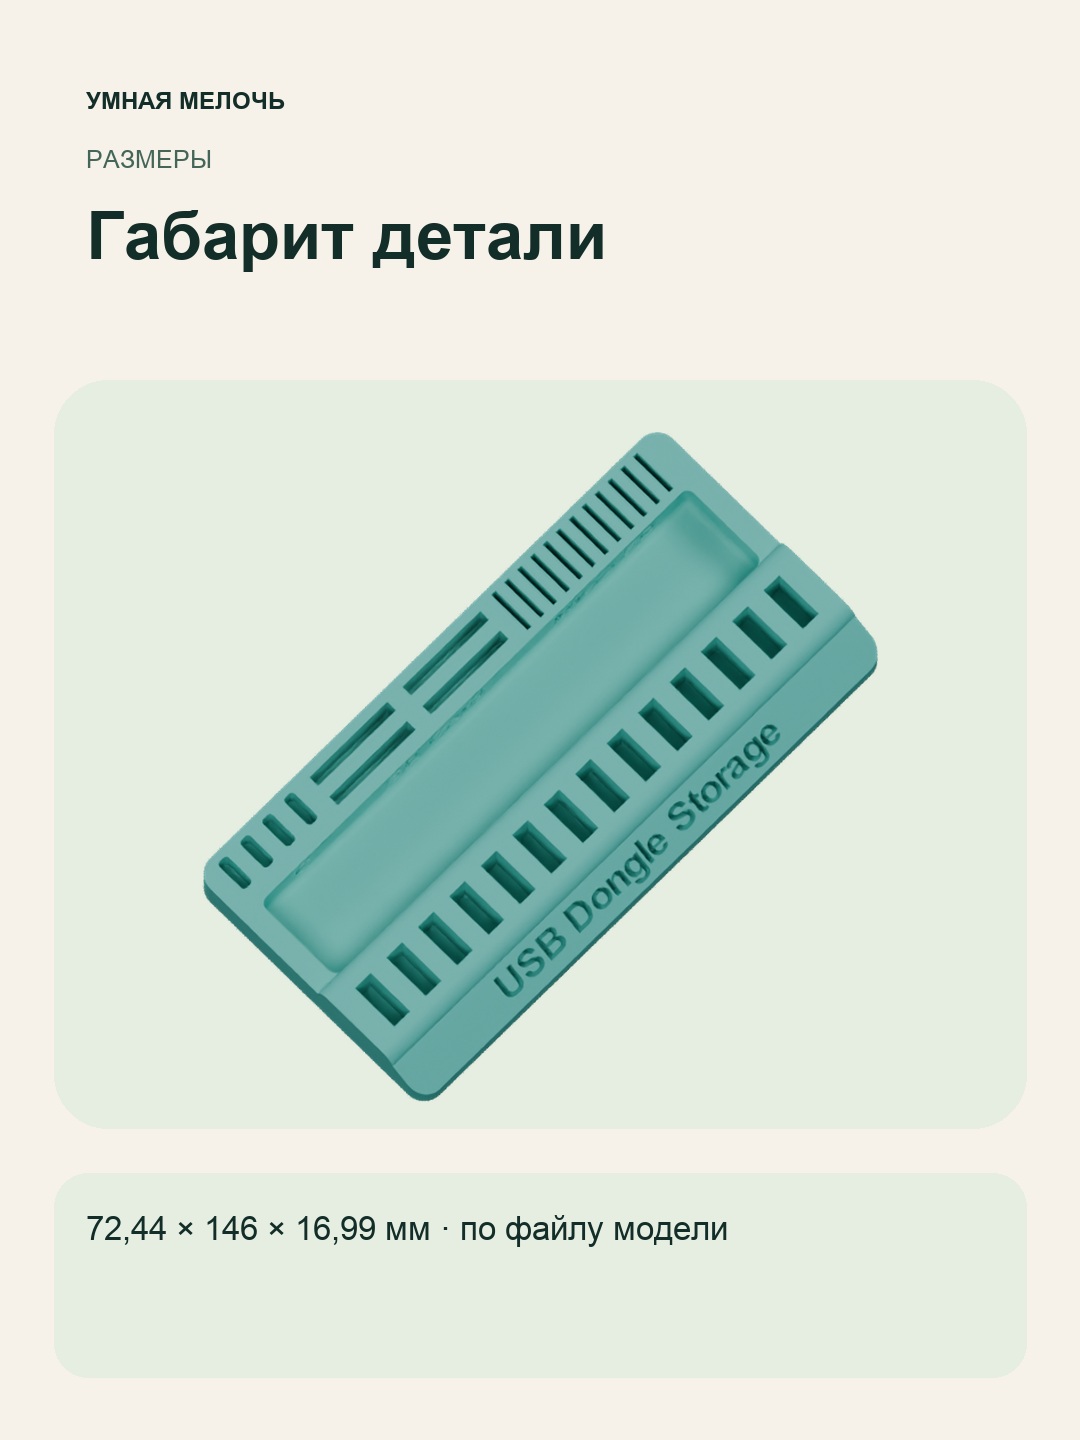 УМНАЯ МЕЛОЧЬ
РАЗМЕРЫ
Габарит детали
USB Dongle Storage
72,44 × 146 × 16,99 мм · по файлу модели